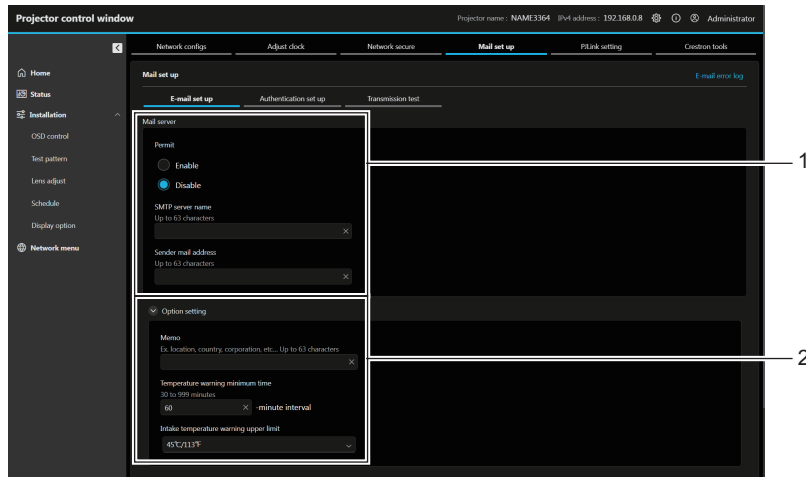 Projector control window
Projector name : NAME3364 IPv4 address : 192.168.0.8 Administrator
Network configs Adjust clock Network secure Mail set up PJLink setting Crestron tools
Home
Status
Installation
OSD control
Test pattern
Lens adjust
Schedule
Display option
Network menu
Mail set up
E-mail error log
E-mail set up Authentication set up Transmission test
Mail server
Permit
Enable
Disable
SMTP server name
Up to 63 characters
Sender mail address
Up to 63 characters
1
Option setting
Memo
Ex. location, country, corporation, etc... Up to 63 characters
Temperature warning minimum time
30 to 999 minutes
60 -minute interval
Intake temperature warning upper limit
45℃/113℉
2